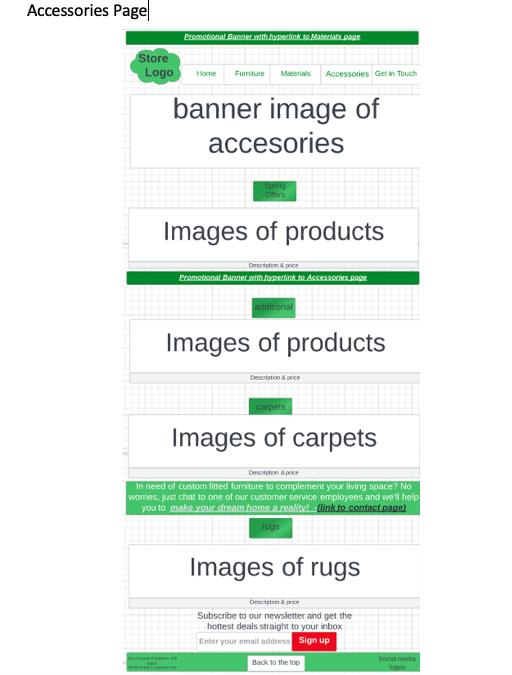 Accessories Page
Promotional Banner with hyperlink to Materials page
Store
Logo
Home Furniture Materials Accessories Get in Touch
banner image of
accesories
Spring
Offers
Images of products
Description & price
Promotional Banner with hyperlink to Accessories page
additional
Images of products
Description & price
carpets
Images of carpets
Description & price
In need of custom fitted furniture to complement your living space? No
worries, just chat to one of our customer service employees and we'll help
you to make your dream home a reality! (link to contact page)
rugs
Images of rugs
Description & price
Subscribe to our newsletter and get the
hottest deals straight to your inbox
Enter your email address Sign up
Back to the top
Social media
logos